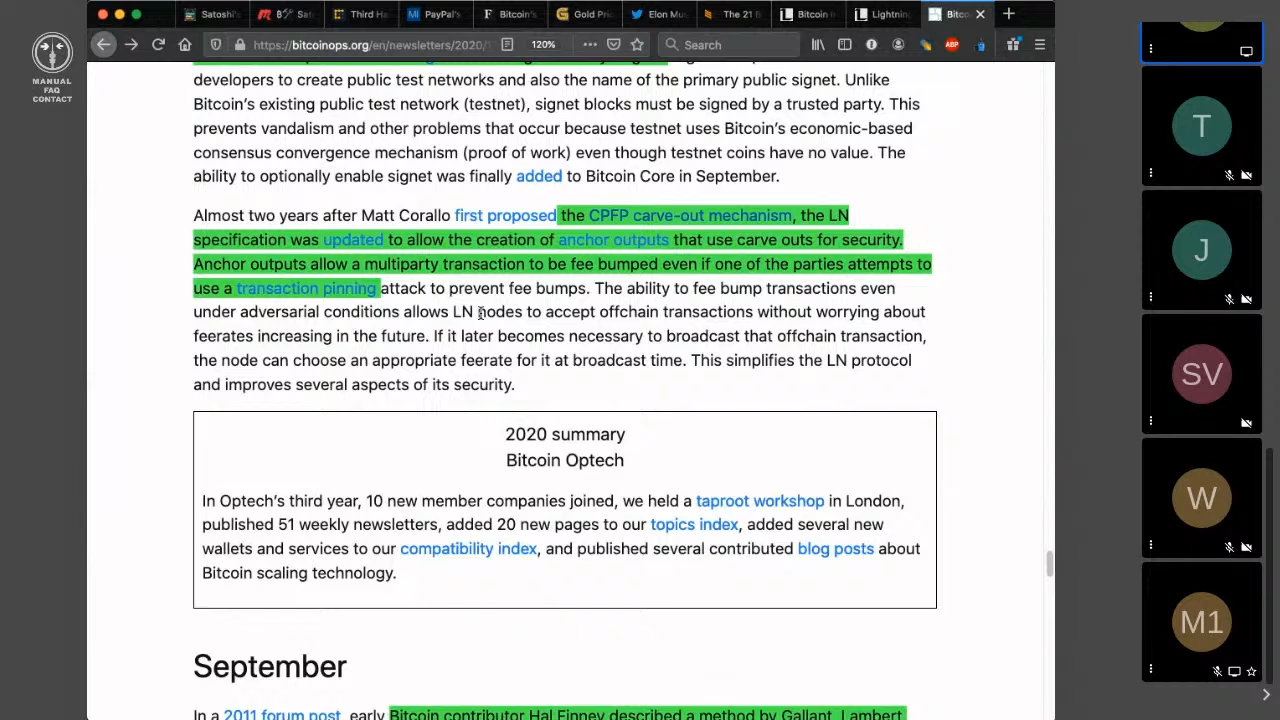 Satoshi's
Sat
Third Ha
PayPal's
Bitcoin's
Gold Pric
Elon Mus
The 21 B
Bitcoin
Lightnin
Bitco
https://bitcoinops.org/en/newsletters/2020/
120%
Search
ABP
MANUAL
FAQ
CONTACT
developers to create public test networks and also the name of the primary public signet. Unlike
Bitcoin's existing public test network (testnet), signet blocks must be signed by a trusted party. This
prevents vandalism and other problems that occur because testnet uses Bitcoin's economic-based
consensus convergence mechanism (proof of work) even though testnet coins have no value. The
ability to optionally enable signet was finally added to Bitcoin Core in September.
Almost two years after Matt Corallo first proposed the CPFP carve-out mechanism, the LN
specification was updated to allow the creation of anchor outputs that use carve outs for security.
Anchor outputs allow a multiparty transaction to be fee bumped even if one of the parties attempts to
use a transaction pinning attack to prevent fee bumps. The ability to fee bump transactions even
under adversarial conditions allows LN nodes to accept offchain transactions without worrying about
feerates increasing in the future. If it later becomes necessary to broadcast that offchain transaction,
the node can choose an appropriate feerate for it at broadcast time. This simplifies the LN protocol
and improves several aspects of its security.
2020 summary
Bitcoin Optech
In Optech's third year, 10 new member companies joined, we held a taproot workshop in London,
published 51 weekly newsletters, added 20 new pages to our topics index, added several new
wallets and services to our compatibility index, and published several contributed blog posts about
Bitcoin scaling technology.
September
In a 2011 forum post, early Bitcoin contributor Hal Finney described a method by Gallant, Lambert,
T
J
SV
W
M1